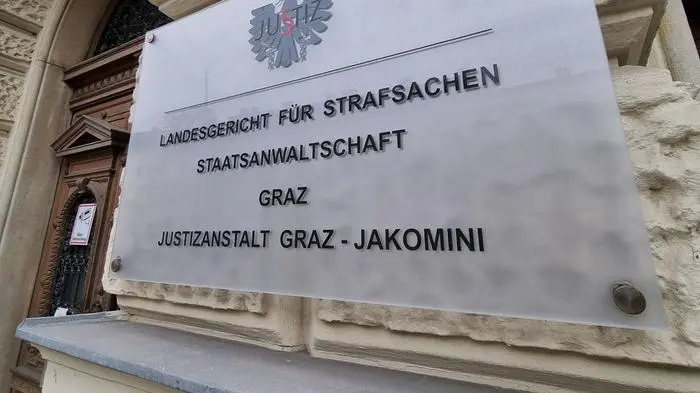 JUSTIZ
LANDESGERICHT FÜR STRAFSACHEN
STAATSANWALTSCHAFT
GRAZ
JUSTIZANSTALT GRAZ - JAKOMINI